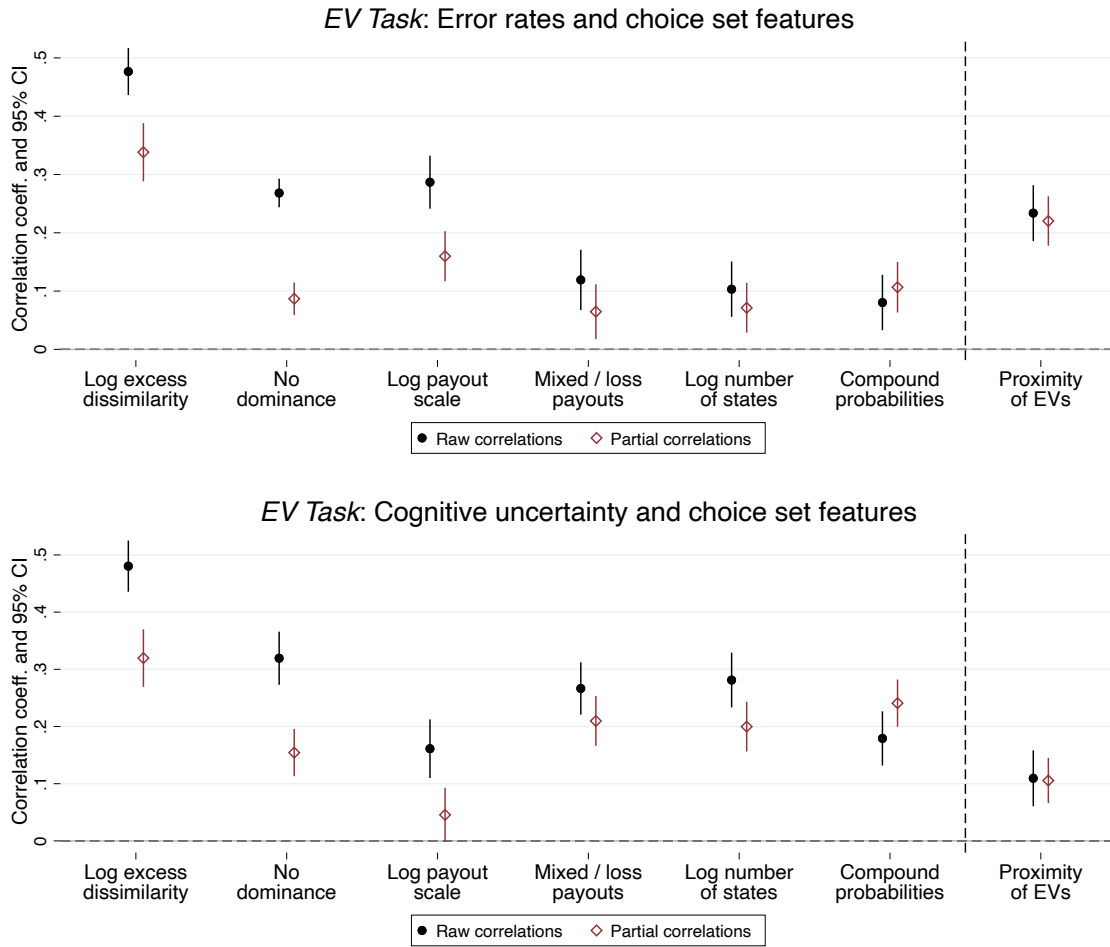 EV Task: Error rates and choice set features
Correlation coeff. and 95% CI
.5
.4
.3
.2
.1
0
Log excess
dissimilarity
No
dominance
Log payout
scale
Mixed / loss
payouts
Log number
of states
Compound
probabilities
Proximity
of EVs
Raw correlations Partial correlations
EV Task: Cognitive uncertainty and choice set features
Correlation coeff. and 95% CI
.5
.4
.3
.2
.1
0
Log excess
dissimilarity
No
dominance
Log payout
scale
Mixed / loss
payouts
Log number
of states
Compound
probabilities
Proximity
of EVs
Raw correlations Partial correlations